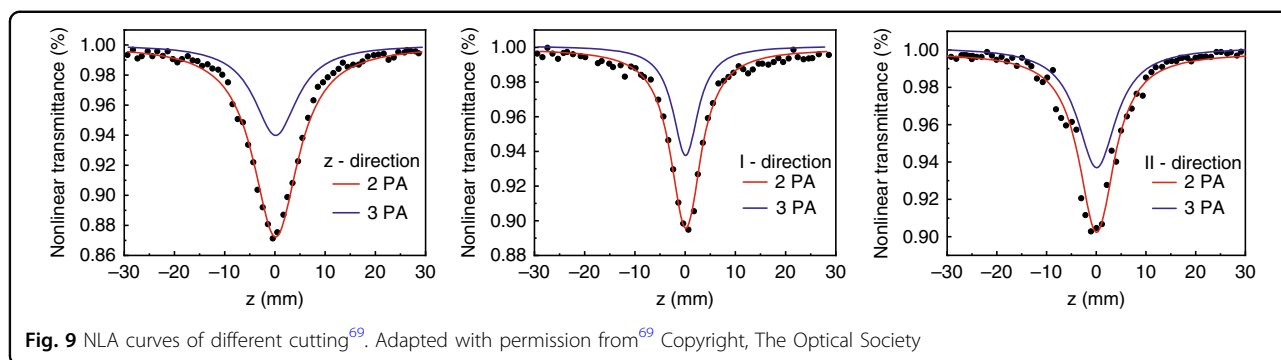 Nonlinear transmittance (%)
1.00
0.98
0.96
0.94
0.92
0.90
0.88
0.86
z - direction
2 PA
3 PA
−30 −20 −10 0 10 20 30
z (mm)
Nonlinear transmittance (%)
1.00
0.98
0.96
0.94
0.92
0.90
0.88
I - direction
2 PA
3 PA
−30 −20 −10 0 10 20 30
z (mm)
Nonlinear transmittance (%)
1.00
0.98
0.96
0.94
0.92
0.90
II - direction
2 PA
3 PA
−30 −20 −10 0 10 20 30
z (mm)
Fig. 9 NLA curves of different cutting69. Adapted with permission from69 Copyright, The Optical Society